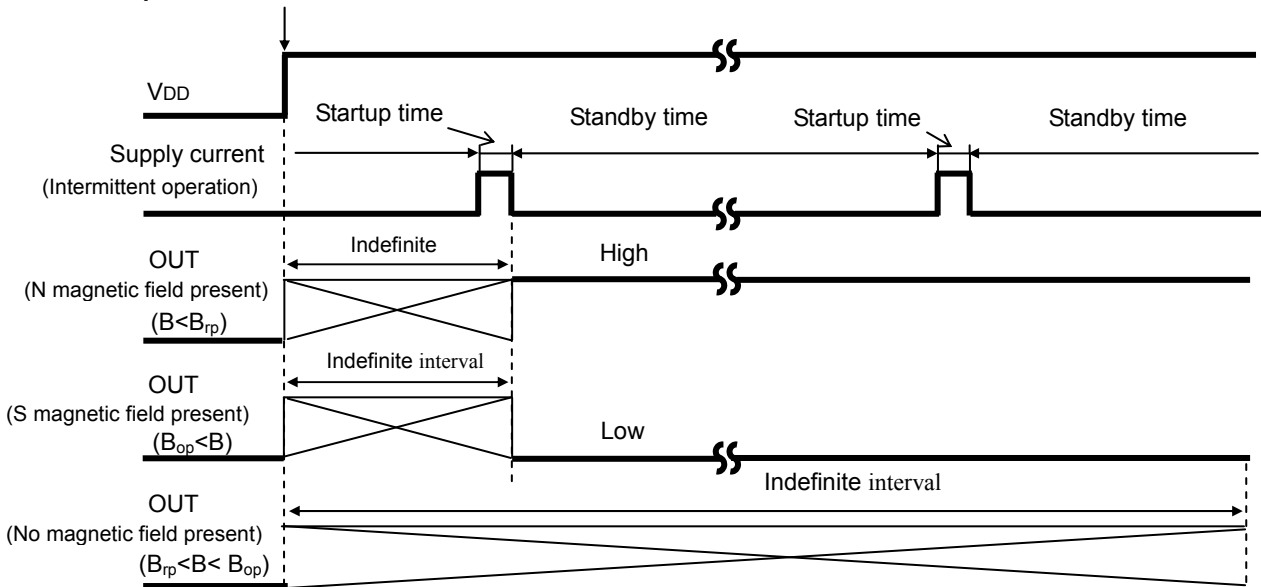 VDD
Startup time
Standby time
Startup time
Standby time
Supply current
(Intermittent operation)
Indefinite
High
OUT
(N magnetic field present)
(B<Brp)
Indefinite interval
OUT
(S magnetic field present)
(Bop<B)
Low
Indefinite interval
OUT
(No magnetic field present)
(Brp<B< Bop)